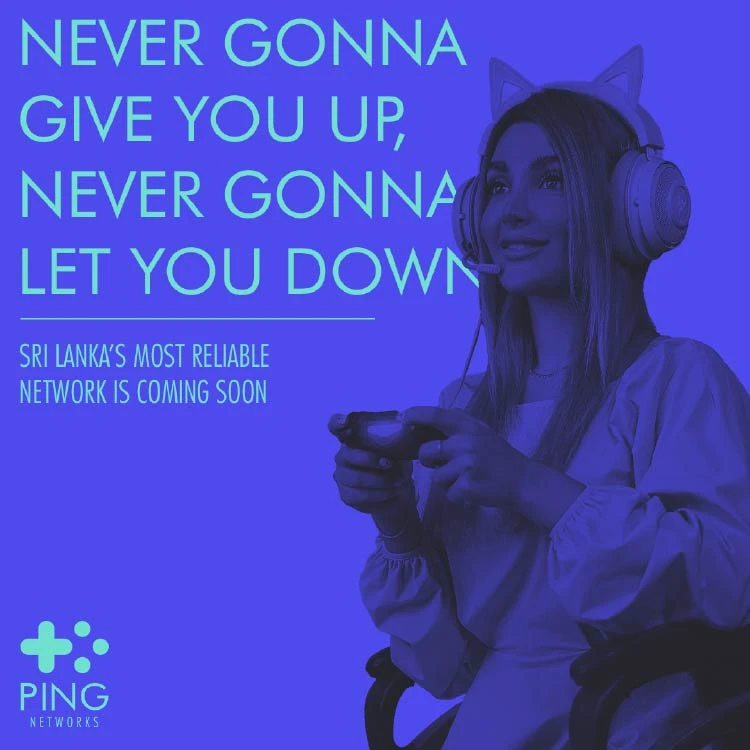 NEVER GONNA
GIVE YOU UP,
NEVER GONNA
LET YOU DOWN
SRI LANKA'S MOST RELIABLE
NETWORK IS COMING SOON
PING
NETWORKS